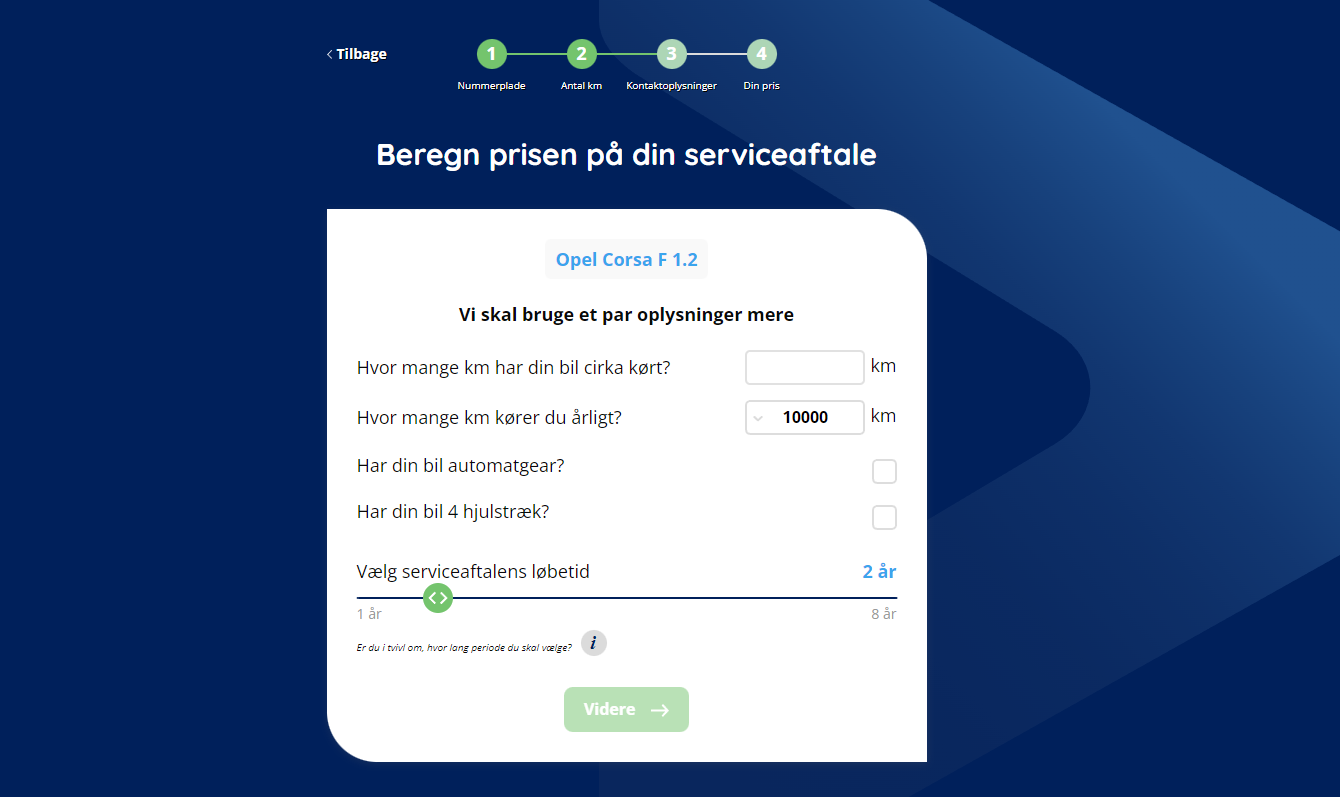 Tilbage
1 2 3 4
Nummerplade Antal km Kontaktoplysninger Din pris
Beregn prisen på din serviceaftale
Opel Corsa F 1.2
Vi skal bruge et par oplysninger mere
Hvor mange km har din bil cirka kørt? km
Hvor mange km kører du årligt? 10000 km
Har din bil automatgear?
Har din bil 4 hjulstræk?
Vælg serviceaftalens løbetid 2 år
1 år 8 år
Er du i tvivl om, hvor lang periode du skal vælge? i
Videre